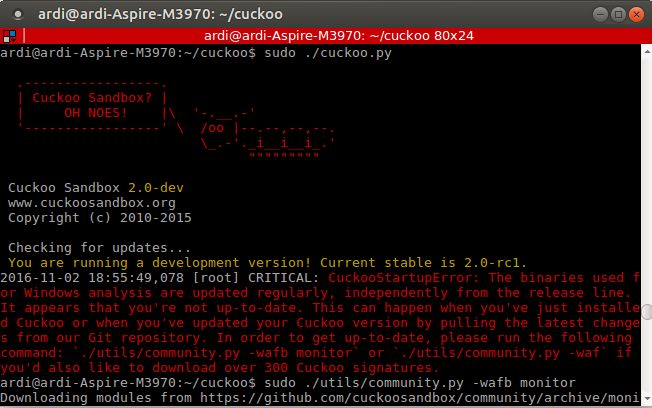 ardi@ardi-Aspire-M3970: ~/cuckoo
ardi@ardi-Aspire-M3970: ~/cuckoo 80x24
ardi@ardi-Aspire-M3970:~/cuckoo$ sudo ./cuckoo.py
.-----------------.
| Cuckoo Sandbox? |
|     OH NOES!    |\  '-.__.-'
'-----------------' \  /oo |--.--,--,--.
\_.-'._i__i__i_.'
"""""""""
Cuckoo Sandbox 2.0-dev
www.cuckoosandbox.org
Copyright (c) 2010-2015
Checking for updates...
You are running a development version! Current stable is 2.0-rc1.
2016-11-02 18:55:49,078 [root] CRITICAL: CuckooStartupError: The binaries used f
or Windows analysis are updated regularly, independently from the release line.
It appears that you're not up-to-date. This can happen when you've just installe
d Cuckoo or when you've updated your Cuckoo version by pulling the latest change
s from our Git repository. In order to get up-to-date, please run the following
command: `./utils/community.py -wafb monitor` or `./utils/community.py -waf` if
you'd also like to download over 300 Cuckoo signatures.
ardi@ardi-Aspire-M3970:~/cuckoo$ sudo ./utils/community.py -wafb monitor
Downloading modules from https://github.com/cuckoosandbox/community/archive/moni